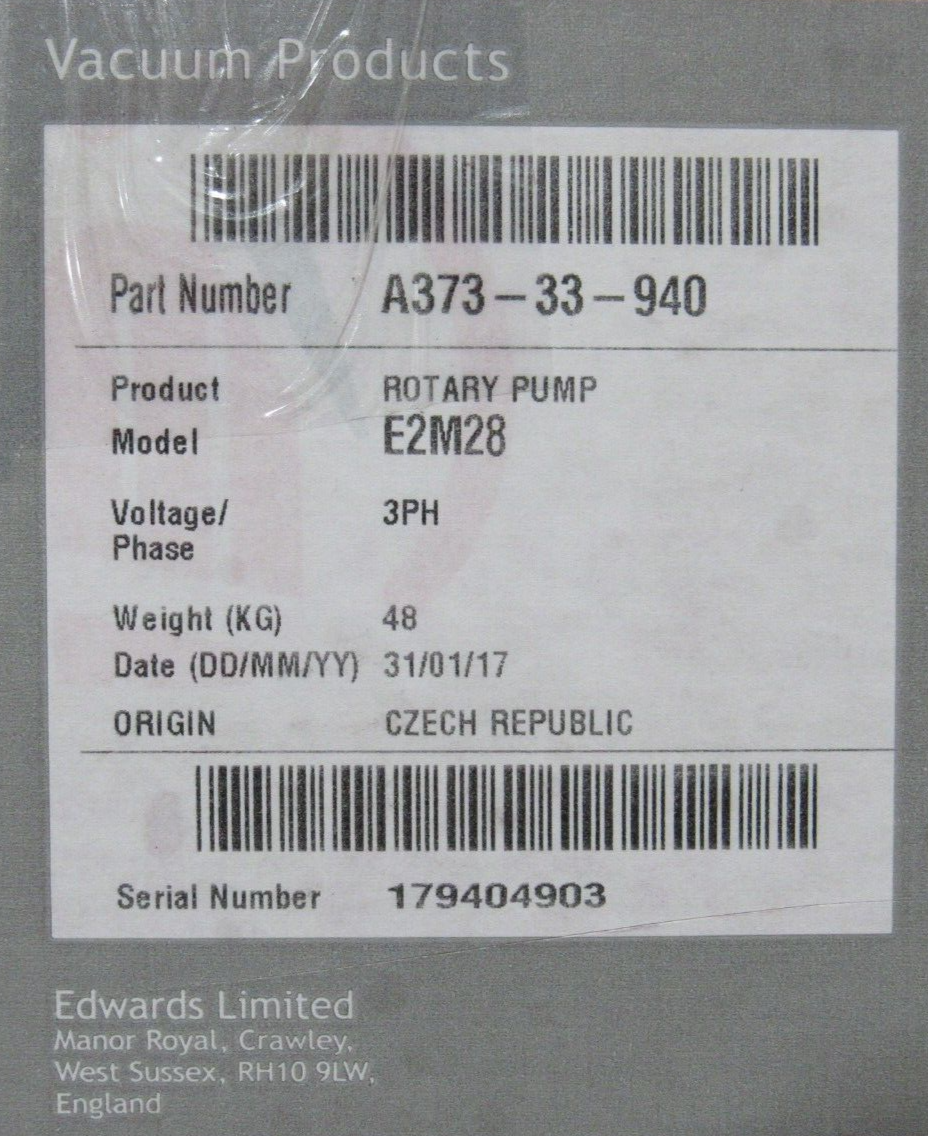 Vacuum Products
Part Number A373-33-940
Product ROTARY PUMP
Model E2M28
Voltage/ 3PH
Phase
Weight (KG) 48
Date (DD/MM/YY) 31/01/17
ORIGIN CZECH REPUBLIC
Serial Number 179404903
Edwards Limited
Manor Royal, Crawley,
West Sussex, RH10 9LW,
England